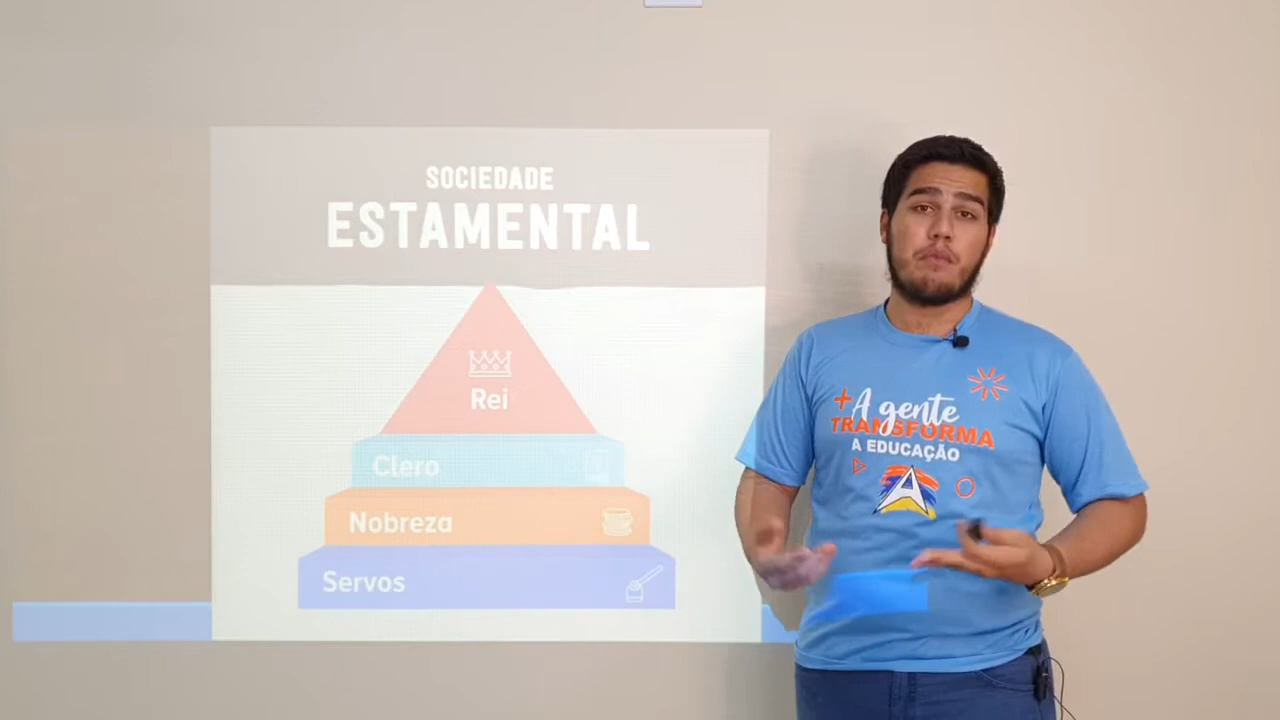 SOCIEDADE
ESTAMENTAL
Rei
Clero
Nobreza
Servos
A gente
TRANSFORMA
A EDUCAÇÃO